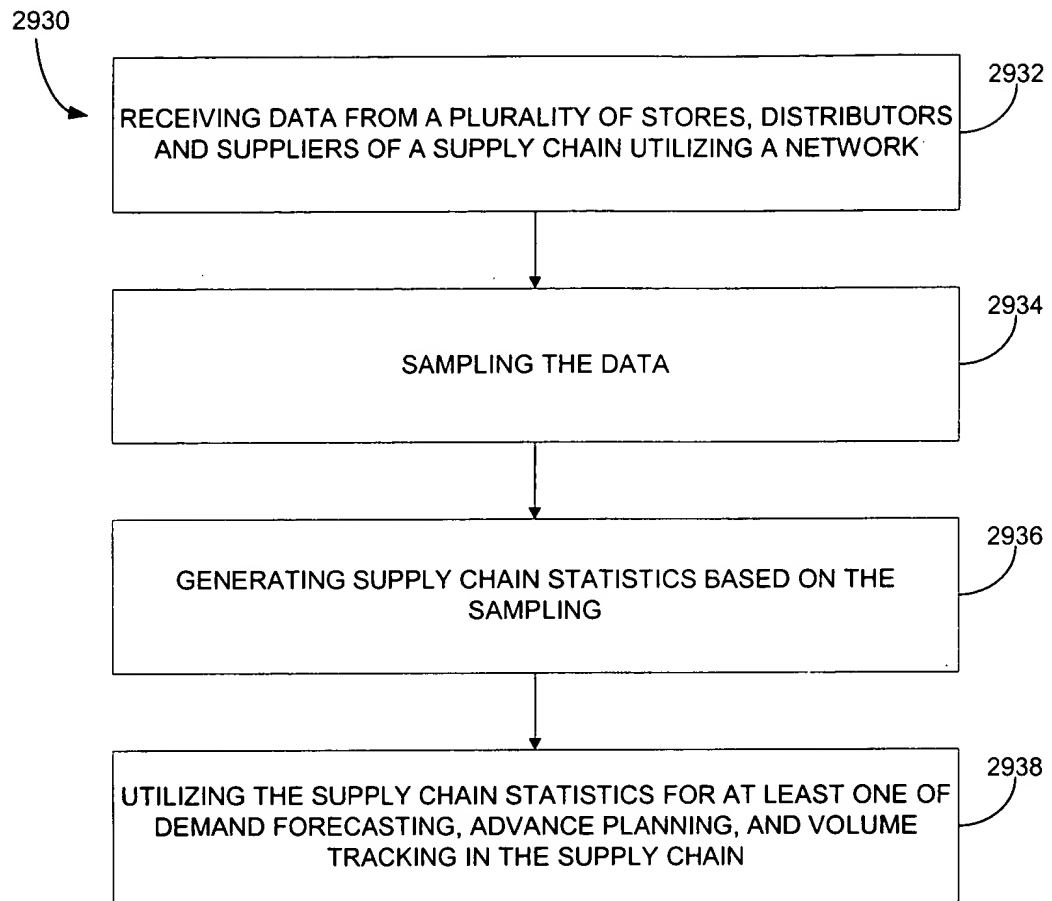 2930
2932
RECEIVING DATA FROM A PLURALITY OF STORES, DISTRIBUTORS
AND SUPPLIERS OF A SUPPLY CHAIN UTILIZING A NETWORK
2934
SAMPLING THE DATA
2936
GENERATING SUPPLY CHAIN STATISTICS BASED ON THE
SAMPLING
2938
UTILIZING THE SUPPLY CHAIN STATISTICS FOR AT LEAST ONE OF
DEMAND FORECASTING, ADVANCE PLANNING, AND VOLUME
TRACKING IN THE SUPPLY CHAIN